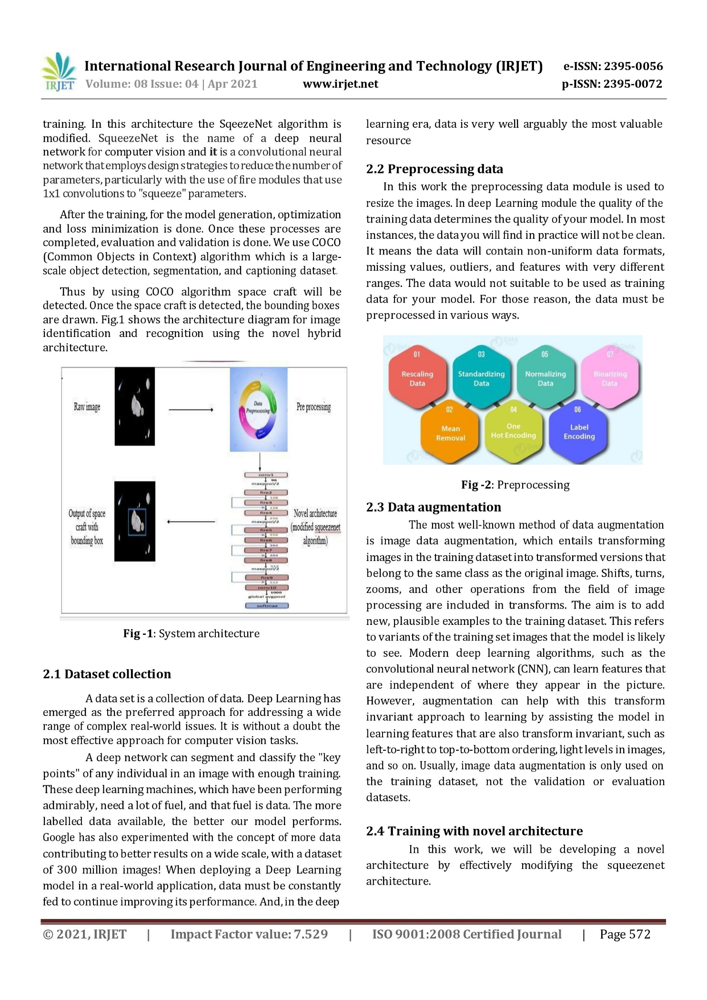 International Research Journal of Engineering and Technology (IRJET)
e-ISSN: 2395-0056
IRJET
Volume: 08 Issue: 04 | Apr 2021
www.irjet.net
p-ISSN: 2395-0072
training. In this architecture the SqeezeNet algorithm is
modified. SqueezeNet is the name of a deep neural
network for computer vision and it is a convolutional neural
network that employs design strategies to reduce the number of
parameters, particularly with the use of fire modules that use
1x1 convolutions to "squeeze" parameters.
After the training, for the model generation, optimization
and loss minimization is done. Once these processes are
completed, evaluation and validation is done. We use COCO
(Common Objects in Context) algorithm which is a large-
scale object detection, segmentation, and captioning dataset.
Thus by using COCO algorithm space craft will be
detected. Once the space craft is detected, the bounding boxes
are drawn. Fig.1 shows the architecture diagram for image
identification and recognition using the novel hybrid
architecture.
Raw image
Data
Preprocessing
Pre processing
conv1
96
maxpool/2
fire2
128
fire3
128
fire4
256
maxpool/2
fire5
256
fire6
384
fire7
384
fire8
512
maxpool/2
fire9
512
conv10
1000
global avgpool
softmax
Novel architecture
(modified squeezenet
algorithm)
Output of space
craft with
bounding box
Fig -1: System architecture
2.1 Dataset collection
A data set is a collection of data. Deep Learning has
emerged as the preferred approach for addressing a wide
range of complex real-world issues. It is without a doubt the
most effective approach for computer vision tasks.
A deep network can segment and classify the "key
points" of any individual in an image with enough training.
These deep learning machines, which have been performing
admirably, need a lot of fuel, and that fuel is data. The more
labelled data available, the better our model performs.
Google has also experimented with the concept of more data
contributing to better results on a wide scale, with a dataset
of 300 million images! When deploying a Deep Learning
model in a real-world application, data must be constantly
fed to continue improving its performance. And, in the deep
learning era, data is very well arguably the most valuable
resource
2.2 Preprocessing data
In this work the preprocessing data module is used to
resize the images. In deep Learning module the quality of the
training data determines the quality of your model. In most
instances, the data you will find in practice will not be clean.
It means the data will contain non-uniform data formats,
missing values, outliers, and features with very different
ranges. The data would not suitable to be used as training
data for your model. For those reason, the data must be
preprocessed in various ways.
01
Rescaling
Data
03
Standardizing
Data
05
Normalizing
Data
07
Binarizing
Data
02
Mean
Removal
04
One
Hot Encoding
06
Label
Encoding
Fig -2: Preprocessing
2.3 Data augmentation
The most well-known method of data augmentation
is image data augmentation, which entails transforming
images in the training dataset into transformed versions that
belong to the same class as the original image. Shifts, turns,
zooms, and other operations from the field of image
processing are included in transforms. The aim is to add
new, plausible examples to the training dataset. This refers
to variants of the training set images that the model is likely
to see. Modern deep learning algorithms, such as the
convolutional neural network (CNN), can learn features that
are independent of where they appear in the picture.
However, augmentation can help with this transform
invariant approach to learning by assisting the model in
learning features that are also transform invariant, such as
left-to-right to top-to-bottom ordering, light levels in images,
and so on. Usually, image data augmentation is only used on
the training dataset, not the validation or evaluation
datasets.
2.4 Training with novel architecture
In this work, we will be developing a novel
architecture by effectively modifying the squeezenet
architecture.
© 2021, IRJET | Impact Factor value: 7.529 | ISO 9001:2008 Certified Journal | Page 572